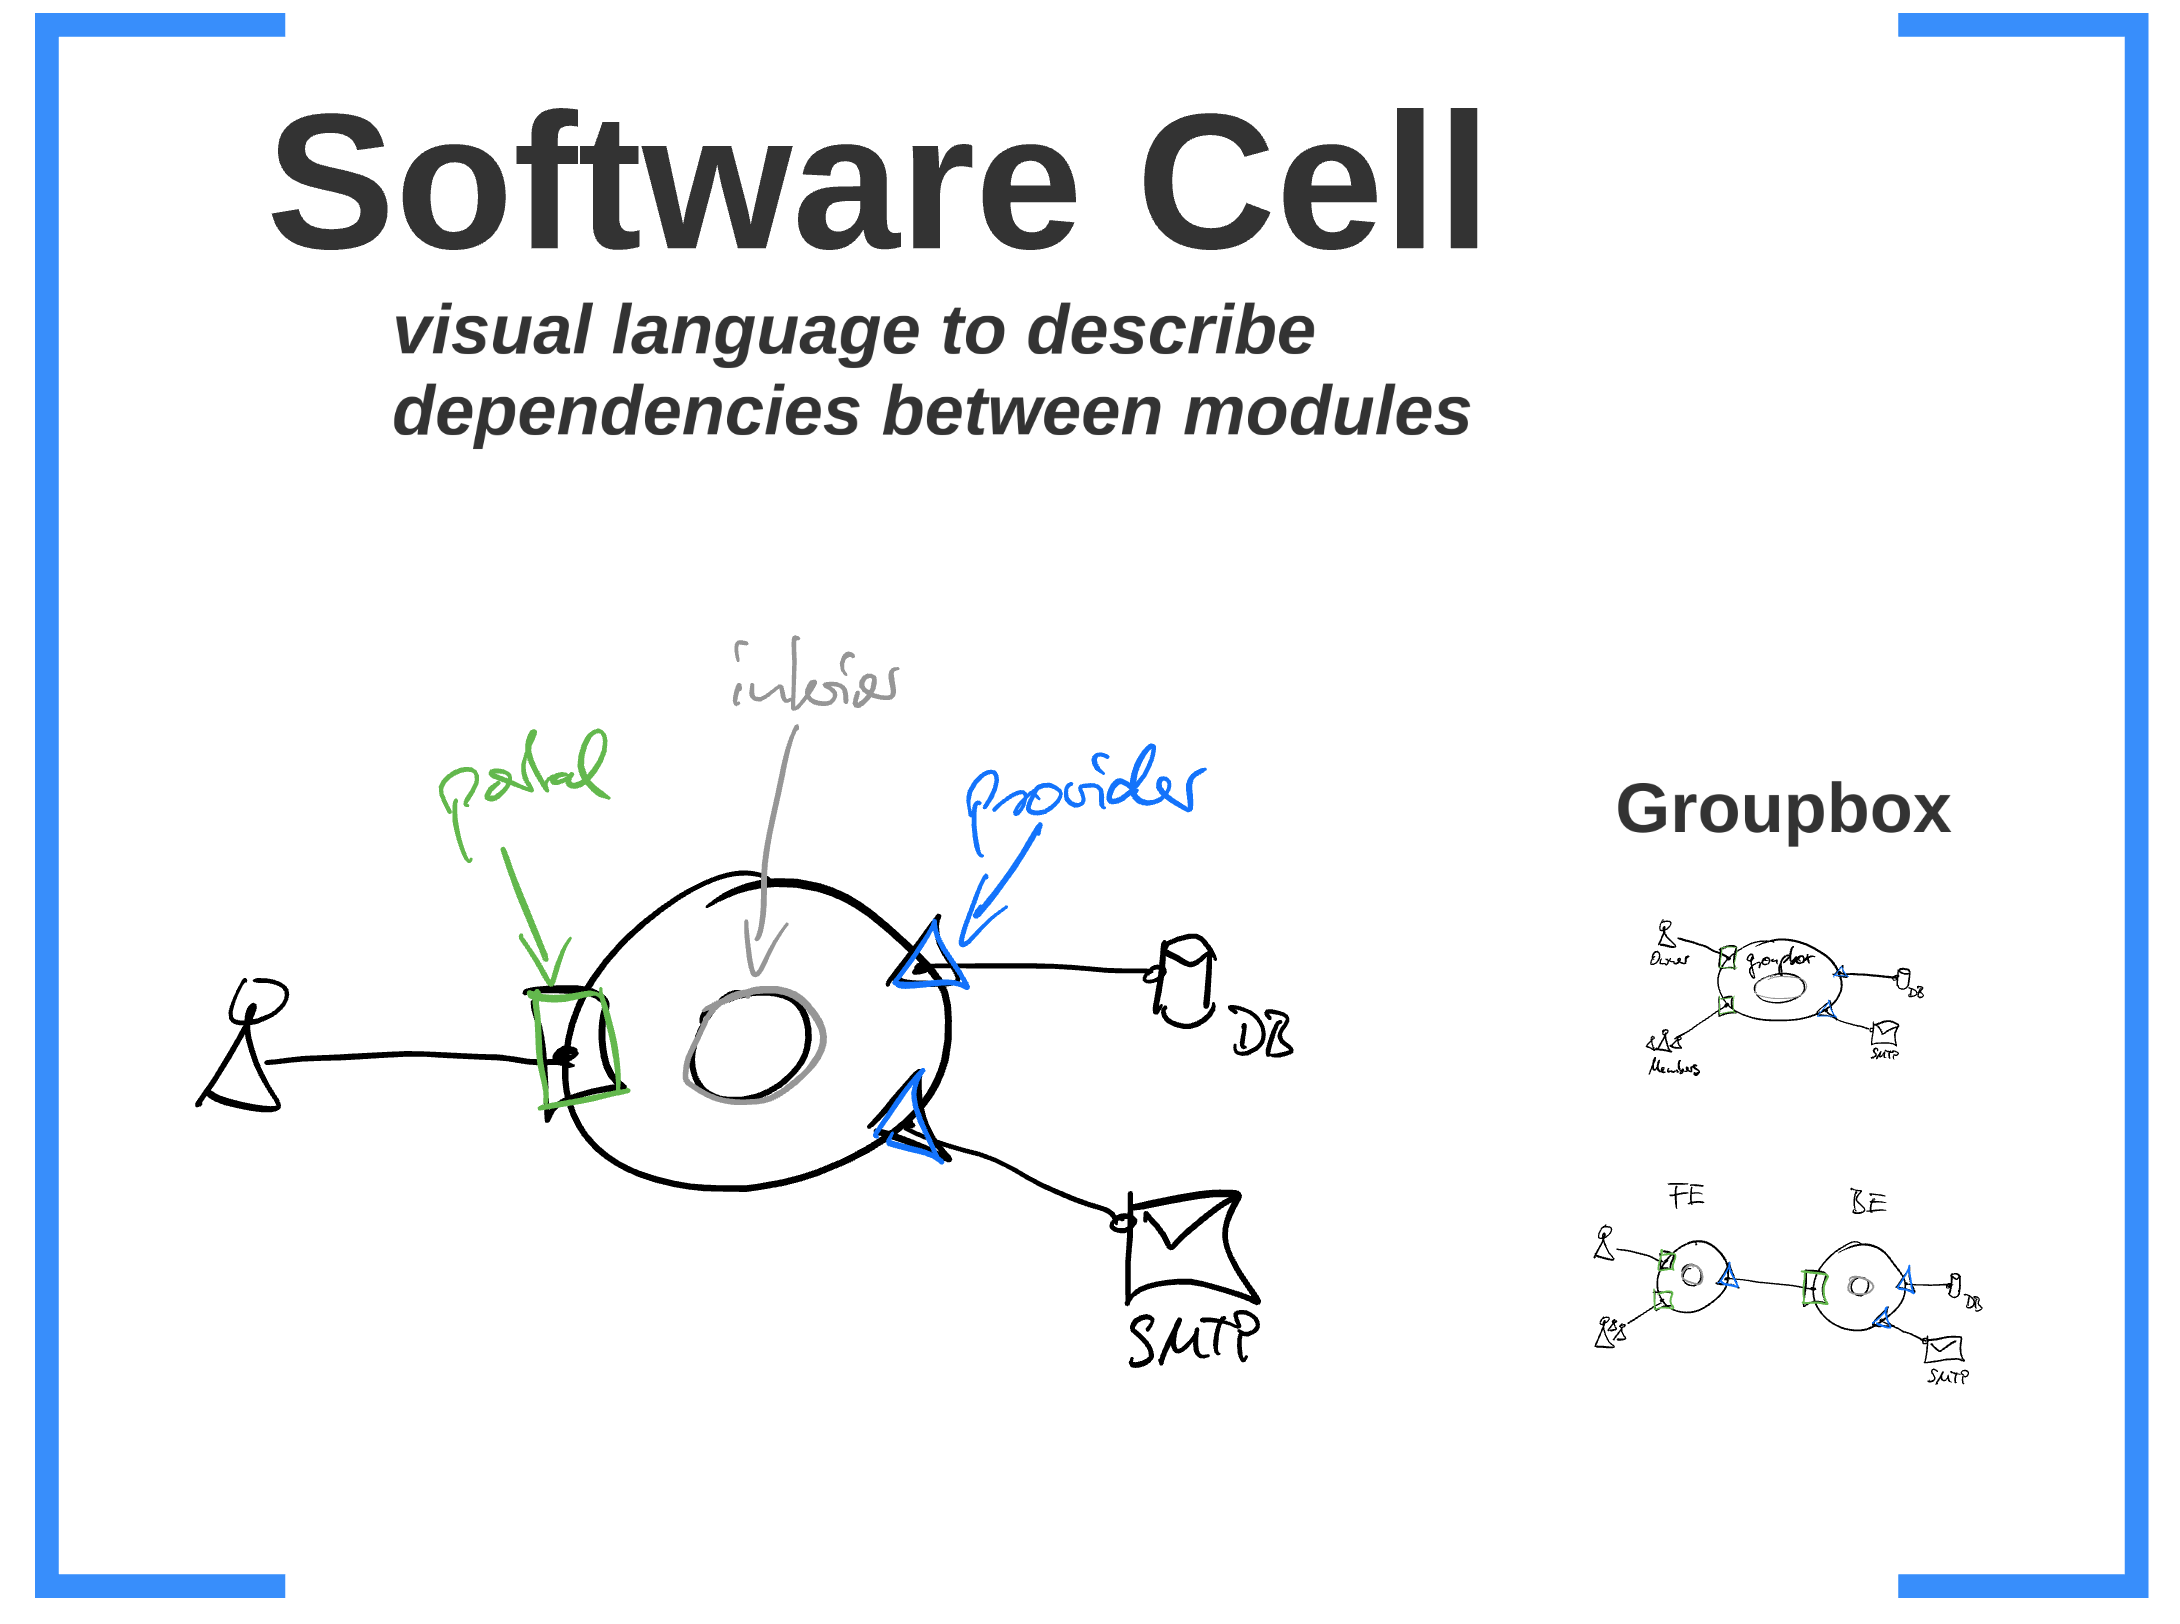 Software Cell
visual language to describe
dependencies between modules
interior
portal
provider
DB
SMTP
Groupbox
Owner
groupbox
DB
Members
SMTP
FE
BE
DB
SMTP